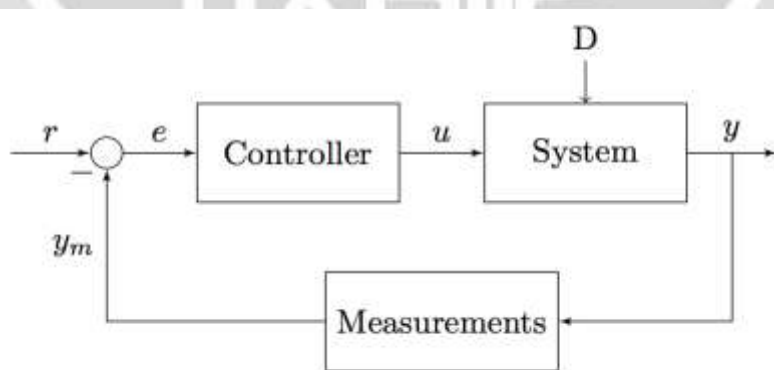 D
r
e
Controller
u
System
y
−
y_m
Measurements